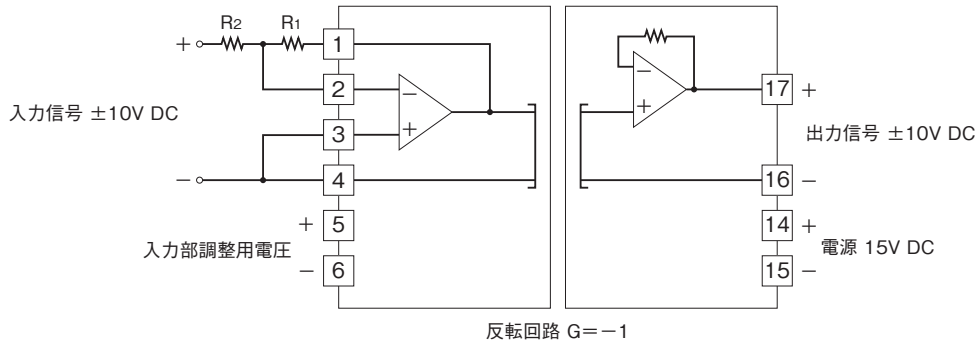 R2 R1
+ 1
2 −
入力信号 ±10V DC
3 +
− 4
+ 5
入力部調整用電圧
− 6
−
+
17 +
出力信号 ±10V DC
16 −
14 +
電源 15V DC
15 −
反転回路 G＝−1